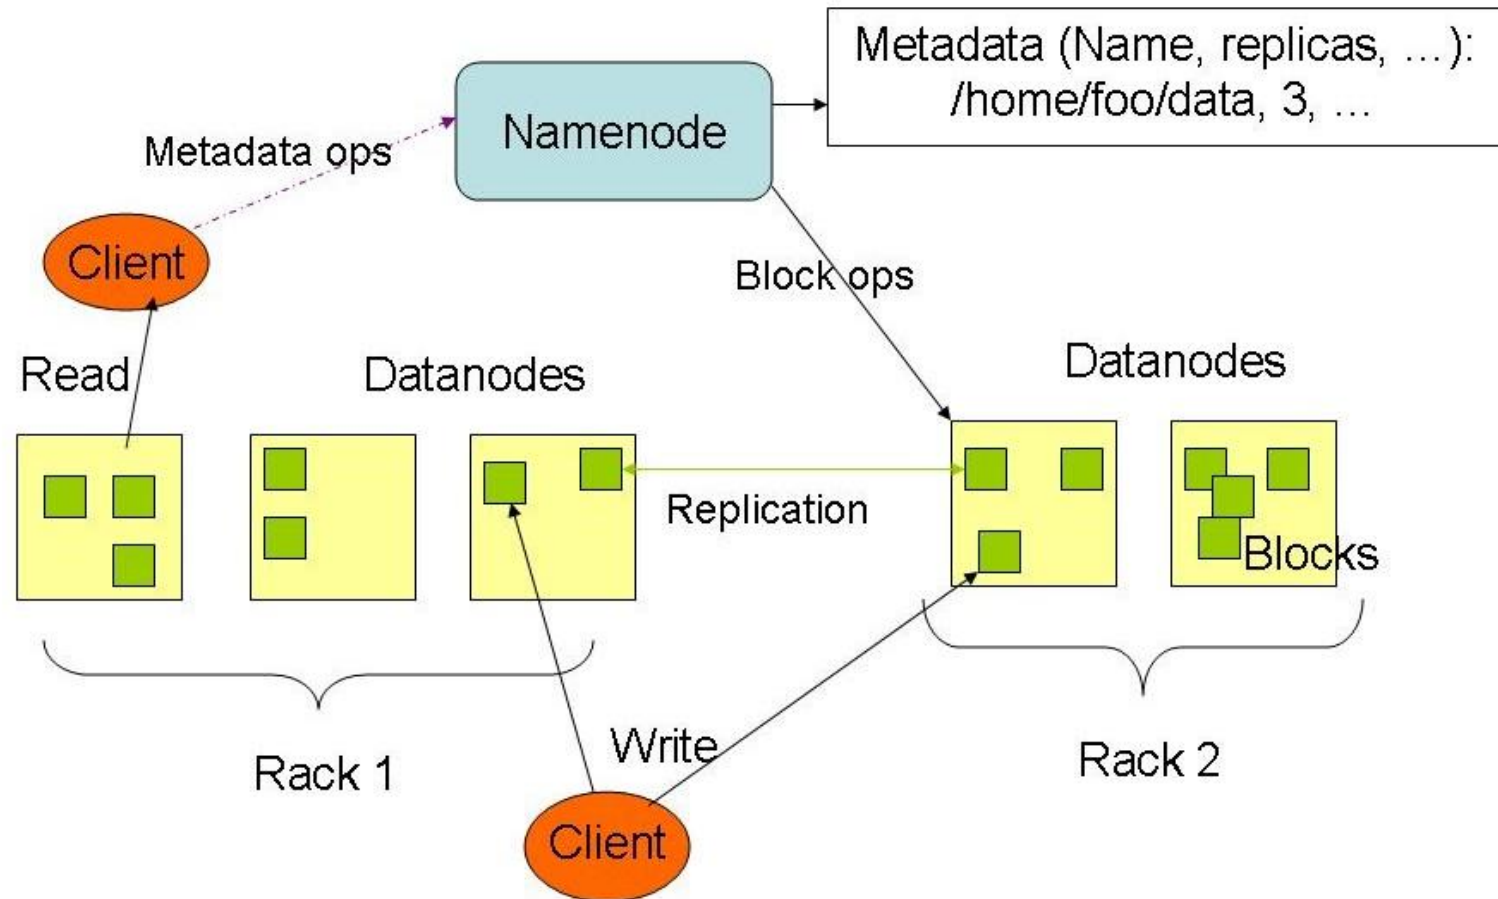 Metadata (Name, replicas, …):
/home/foo/data, 3, …
Namenode
Metadata ops
Client
Block ops
Read
Datanodes
Datanodes
Replication
Blocks
Rack 1
Write
Rack 2
Client